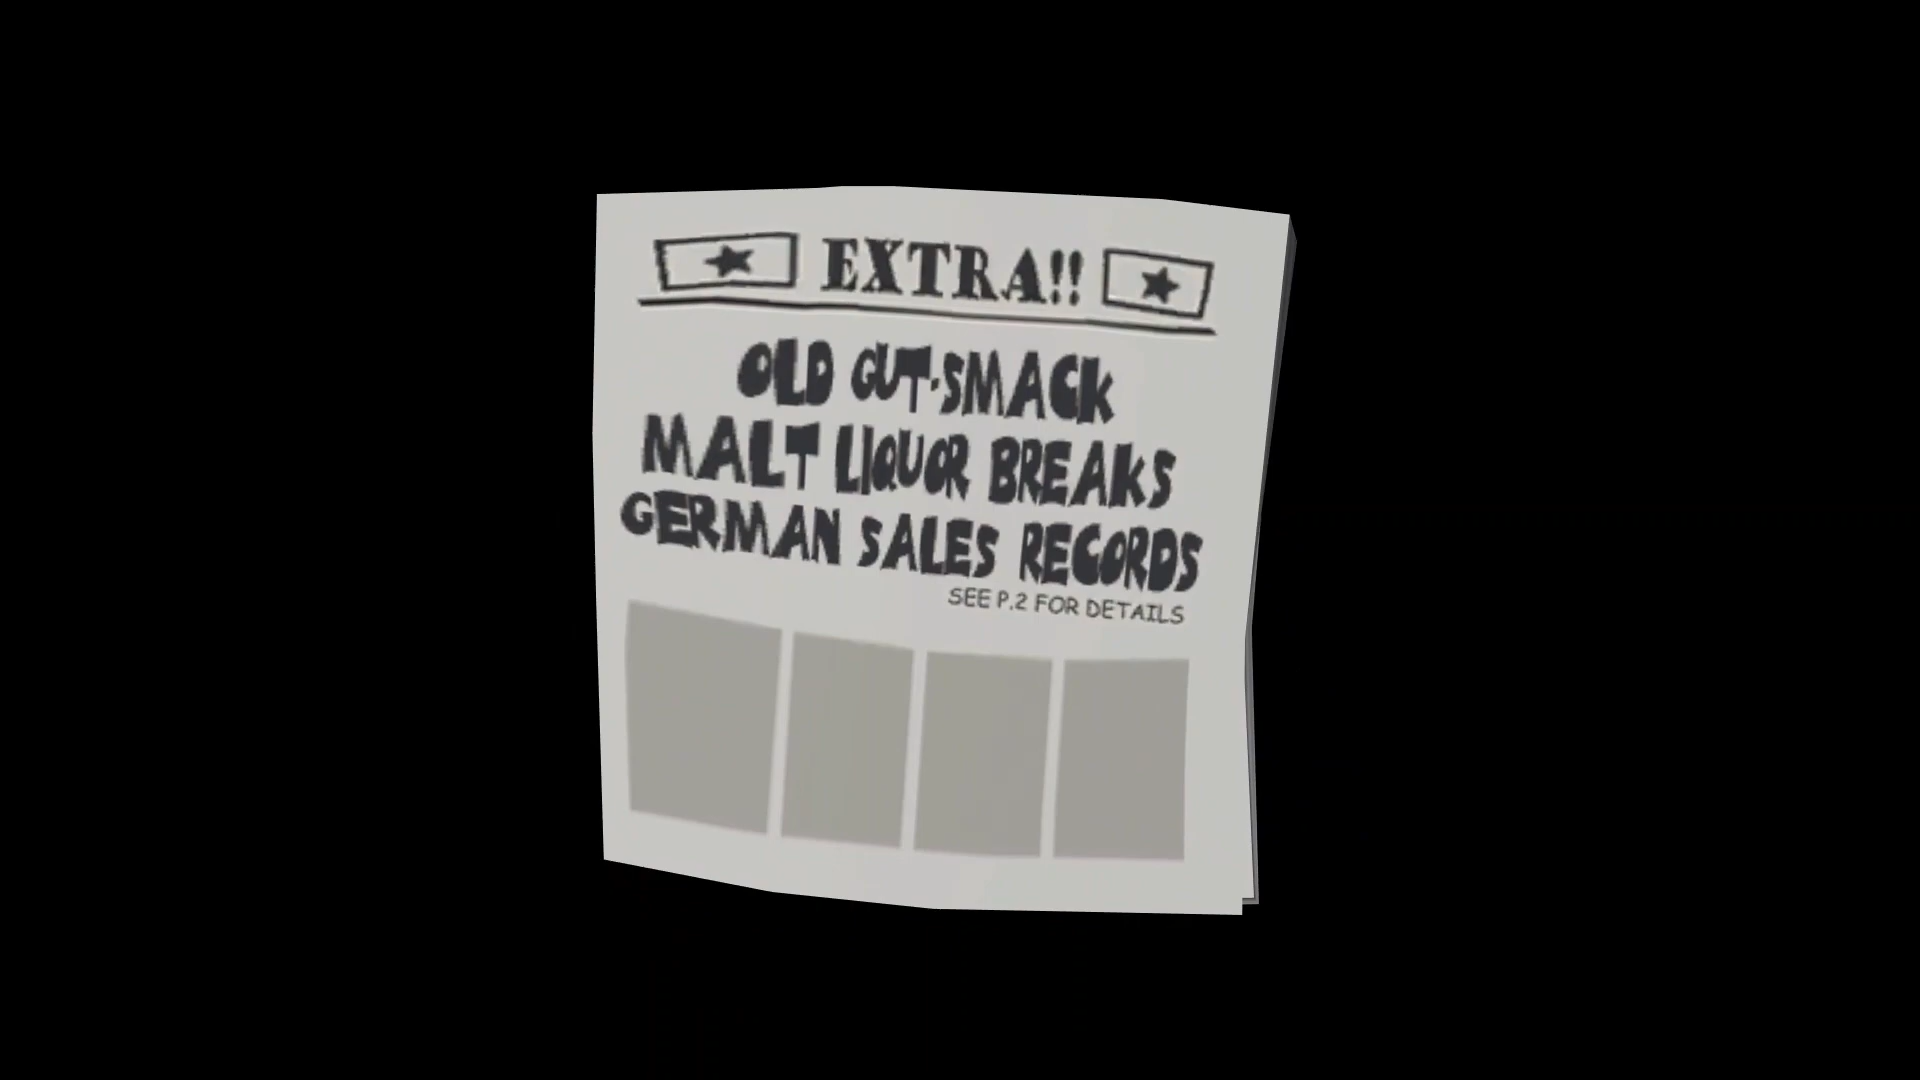 EXTRA!!
OLD GUT-SMACK
MALT LIQUOR BREAKS
GERMAN SALES RECORDS
SEE P.2 FOR DETAILS